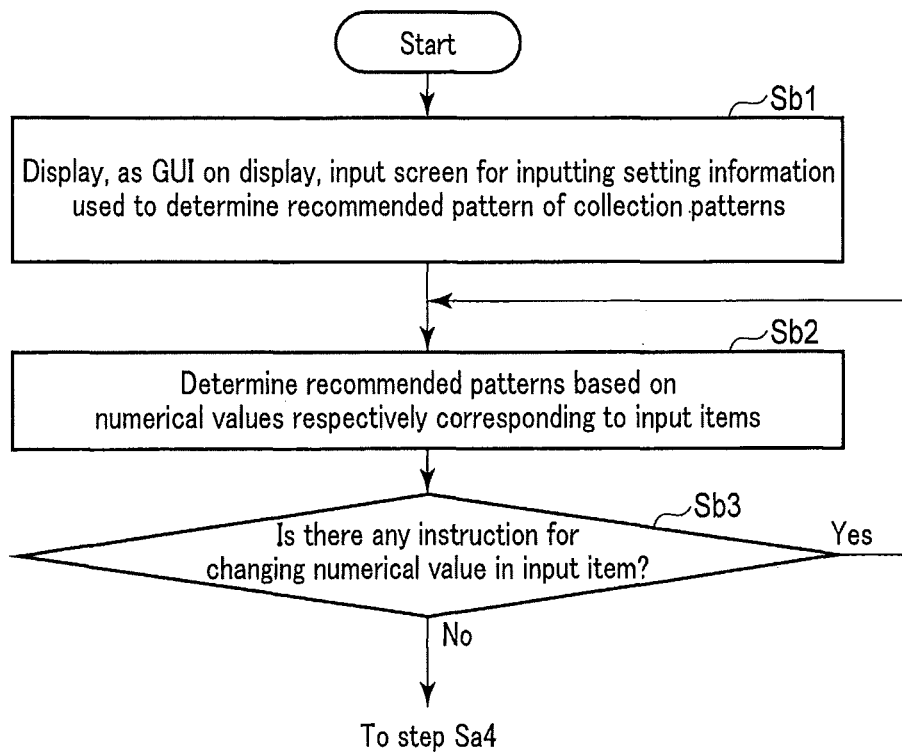 Start
Sb1
Display, as GUI on display, input screen for inputting setting information
used to determine recommended pattern of collection patterns
Sb2
Determine recommended patterns based on
numerical values respectively corresponding to input items
Sb3
Is there any instruction for
changing numerical value in input item?
Yes
No
To step Sa4